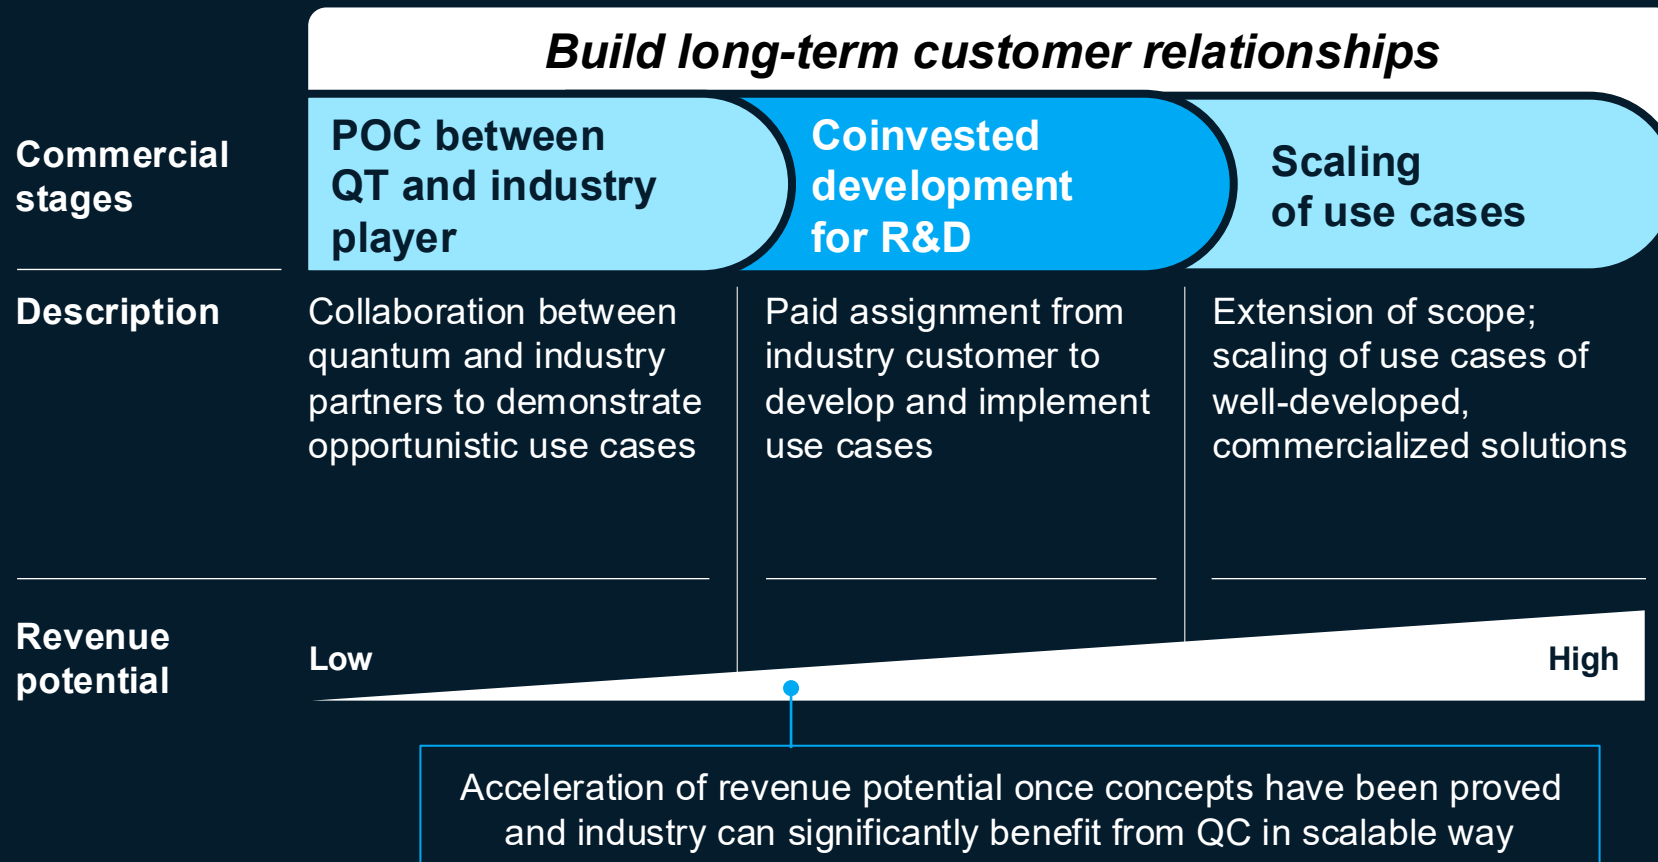 Build long-term customer relationships
Commercial
stages
POC between
QT and industry
player
Coinvested
development
for R&D
Scaling
of use cases
Description
Collaboration between
quantum and industry
partners to demonstrate
opportunistic use cases
Paid assignment from
industry customer to
develop and implement
use cases
Extension of scope;
scaling of use cases of
well-developed,
commercialized solutions
Revenue
potential
Low
High
Acceleration of revenue potential once concepts have been proved
and industry can significantly benefit from QC in scalable way